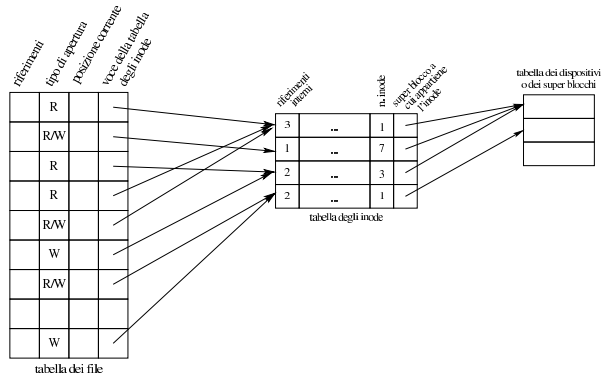 riferimenti
tipo di apertura
posizione corrente
voce della tabella
degli inode
R
R/W
R
R
R/W
W
R/W
W
tabella dei file
riferimenti
interni
n. inode
super blocco a
cui appartiene
l'inode
3 ... 1
1 ... 7
2 ... 3
2 ... 1
tabella degli inode
tabella dei dispositivi
o dei super blocchi